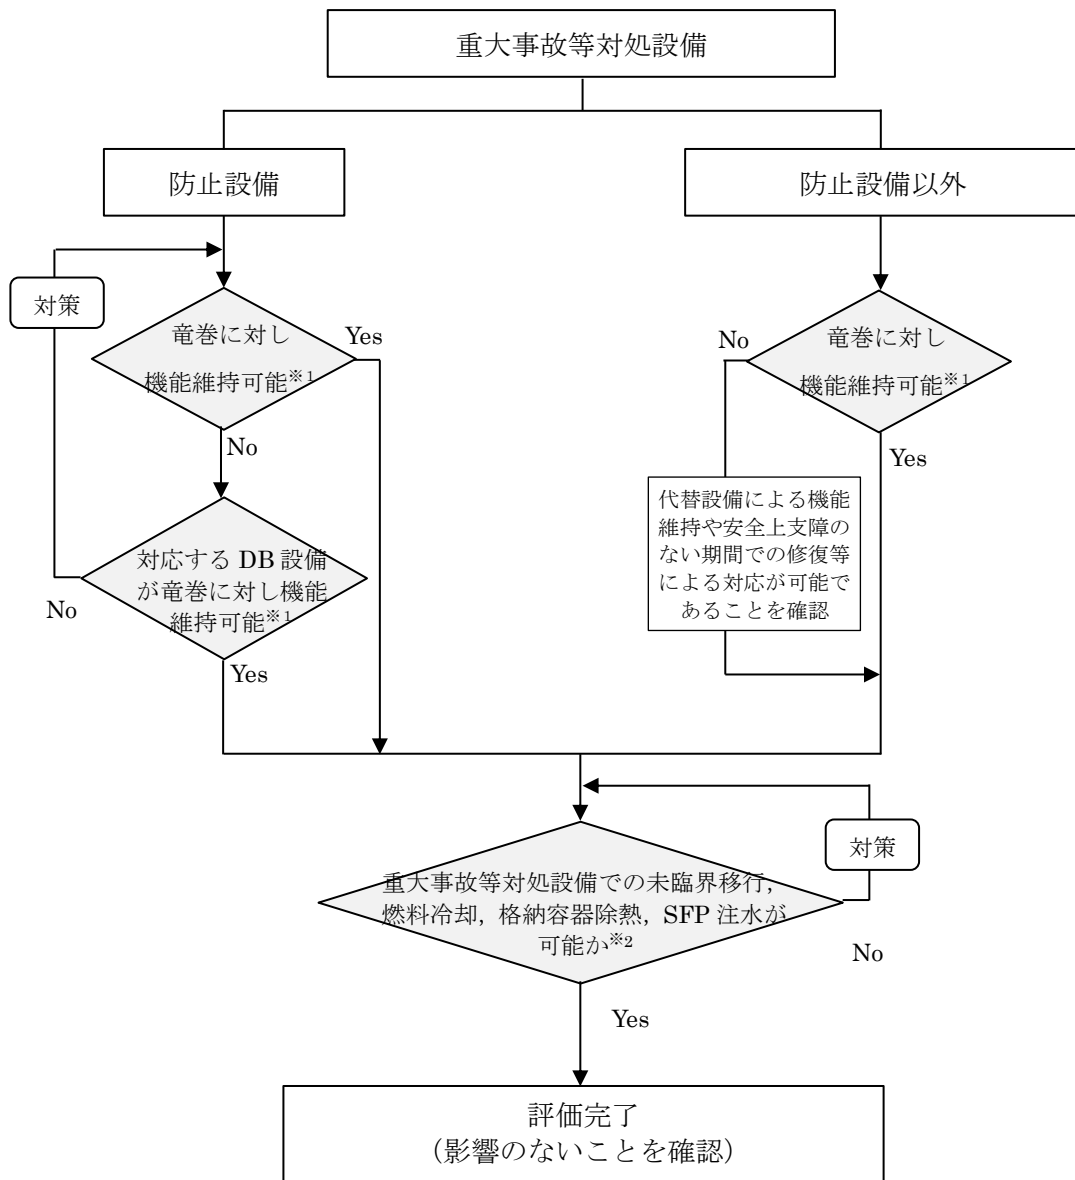 重大事故等対処設備
防止設備
防止設備以外
対策
竜巻に対し
機能維持可能※1
Yes
No
竜巻に対し
機能維持可能※1
No
Yes
対応する DB 設備
が竜巻に対し機能
維持可能※1
No
Yes
代替設備による機能
維持や安全上支障の
ない期間での修復等
による対応が可能で
あることを確認
対策
重大事故等対処設備での未臨界移行，
燃料冷却，格納容器除熱，SFP 注水が
可能か※2
No
Yes
評価完了
（影響のないことを確認）